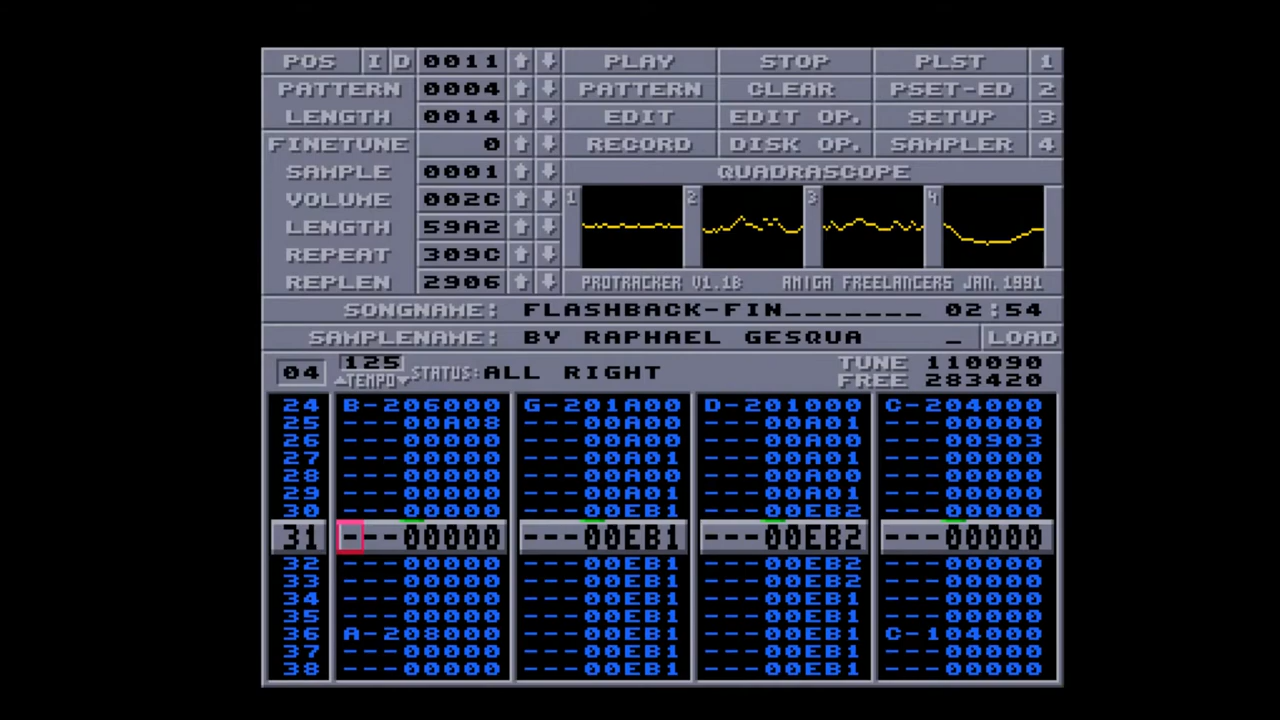 POS I D 0011 PLAY STOP PLST 1
PATTERN 0004 PATTERN CLEAR PSET-ED 2
LENGTH 0014 EDIT EDIT OP. SETUP 3
FINETUNE 0 RECORD DISK OP. SAMPLER 4
SAMPLE 0001 QUADRASCOPE
VOLUME 002C 1 2 3 4
LENGTH 59A2
REPEAT 309C
REPLEN 2906 PROTRACKER V1.1B AMIGA FREELANCERS JAN.1991
SONGNAME: FLASHBACK-FIN_______ 02:54
SAMPLENAME: BY RAPHAEL GESQUA _ LOAD
04 125 TEMPO STATUS: ALL RIGHT TUNE 110090
FREE 283420
24 B-206000 G-201A00 D-201000 C-204000
25 ---00A08 ---00A00 ---00A01 ---00000
26 ---00000 ---00A00 ---00A00 ---00903
27 ---00000 ---00A01 ---00A01 ---00000
28 ---00000 ---00A00 ---00A00 ---00000
29 ---00000 ---00A01 ---00A01 ---00000
30 ---00000 ---00EB1 ---00EB2 ---00000
31 ---00000 ---00EB1 ---00EB2 ---00000
32 ---00000 ---00EB1 ---00EB2 ---00000
33 ---00000 ---00EB1 ---00EB2 ---00000
34 ---00000 ---00EB1 ---00EB1 ---00000
35 ---00000 ---00EB1 ---00EB1 ---00000
36 A-208000 ---00EB1 ---00EB1 C-104000
37 ---00000 ---00EB1 ---00EB1 ---00000
38 ---00000 ---00EB1 ---00EB1 ---00000